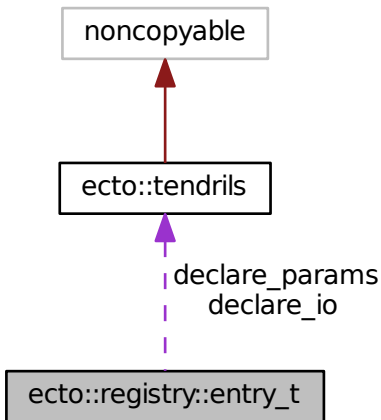 noncopyable
ecto::tendrils
declare_params
declare_io
ecto::registry::entry_t